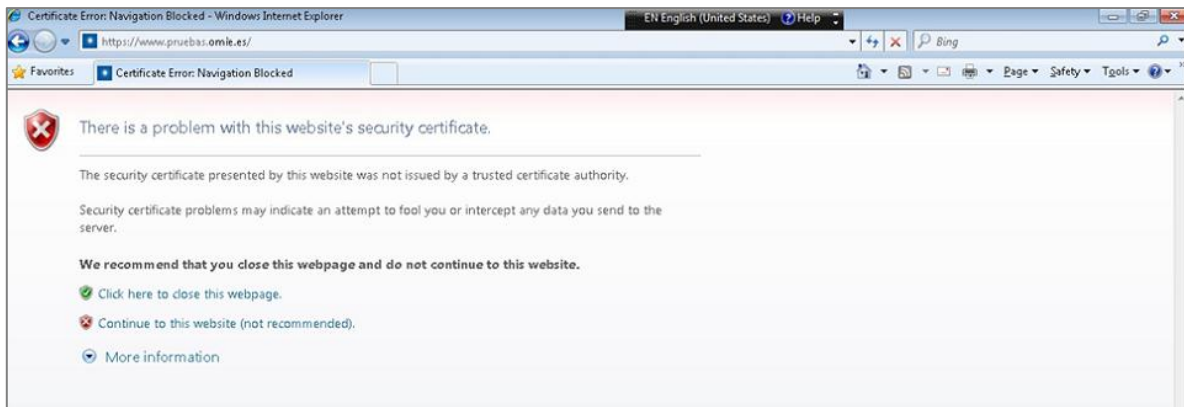 Certificate Error: Navigation Blocked - Windows Internet Explorer
EN English (United States) Help
https://www.pruebas.omie.es/
Bing
Favorites
Certificate Error: Navigation Blocked
Page Safety Tools
There is a problem with this website's security certificate.
The security certificate presented by this website was not issued by a trusted certificate authority.
Security certificate problems may indicate an attempt to fool you or intercept any data you send to the
server.
We recommend that you close this webpage and do not continue to this website.
Click here to close this webpage.
Continue to this website (not recommended).
More information